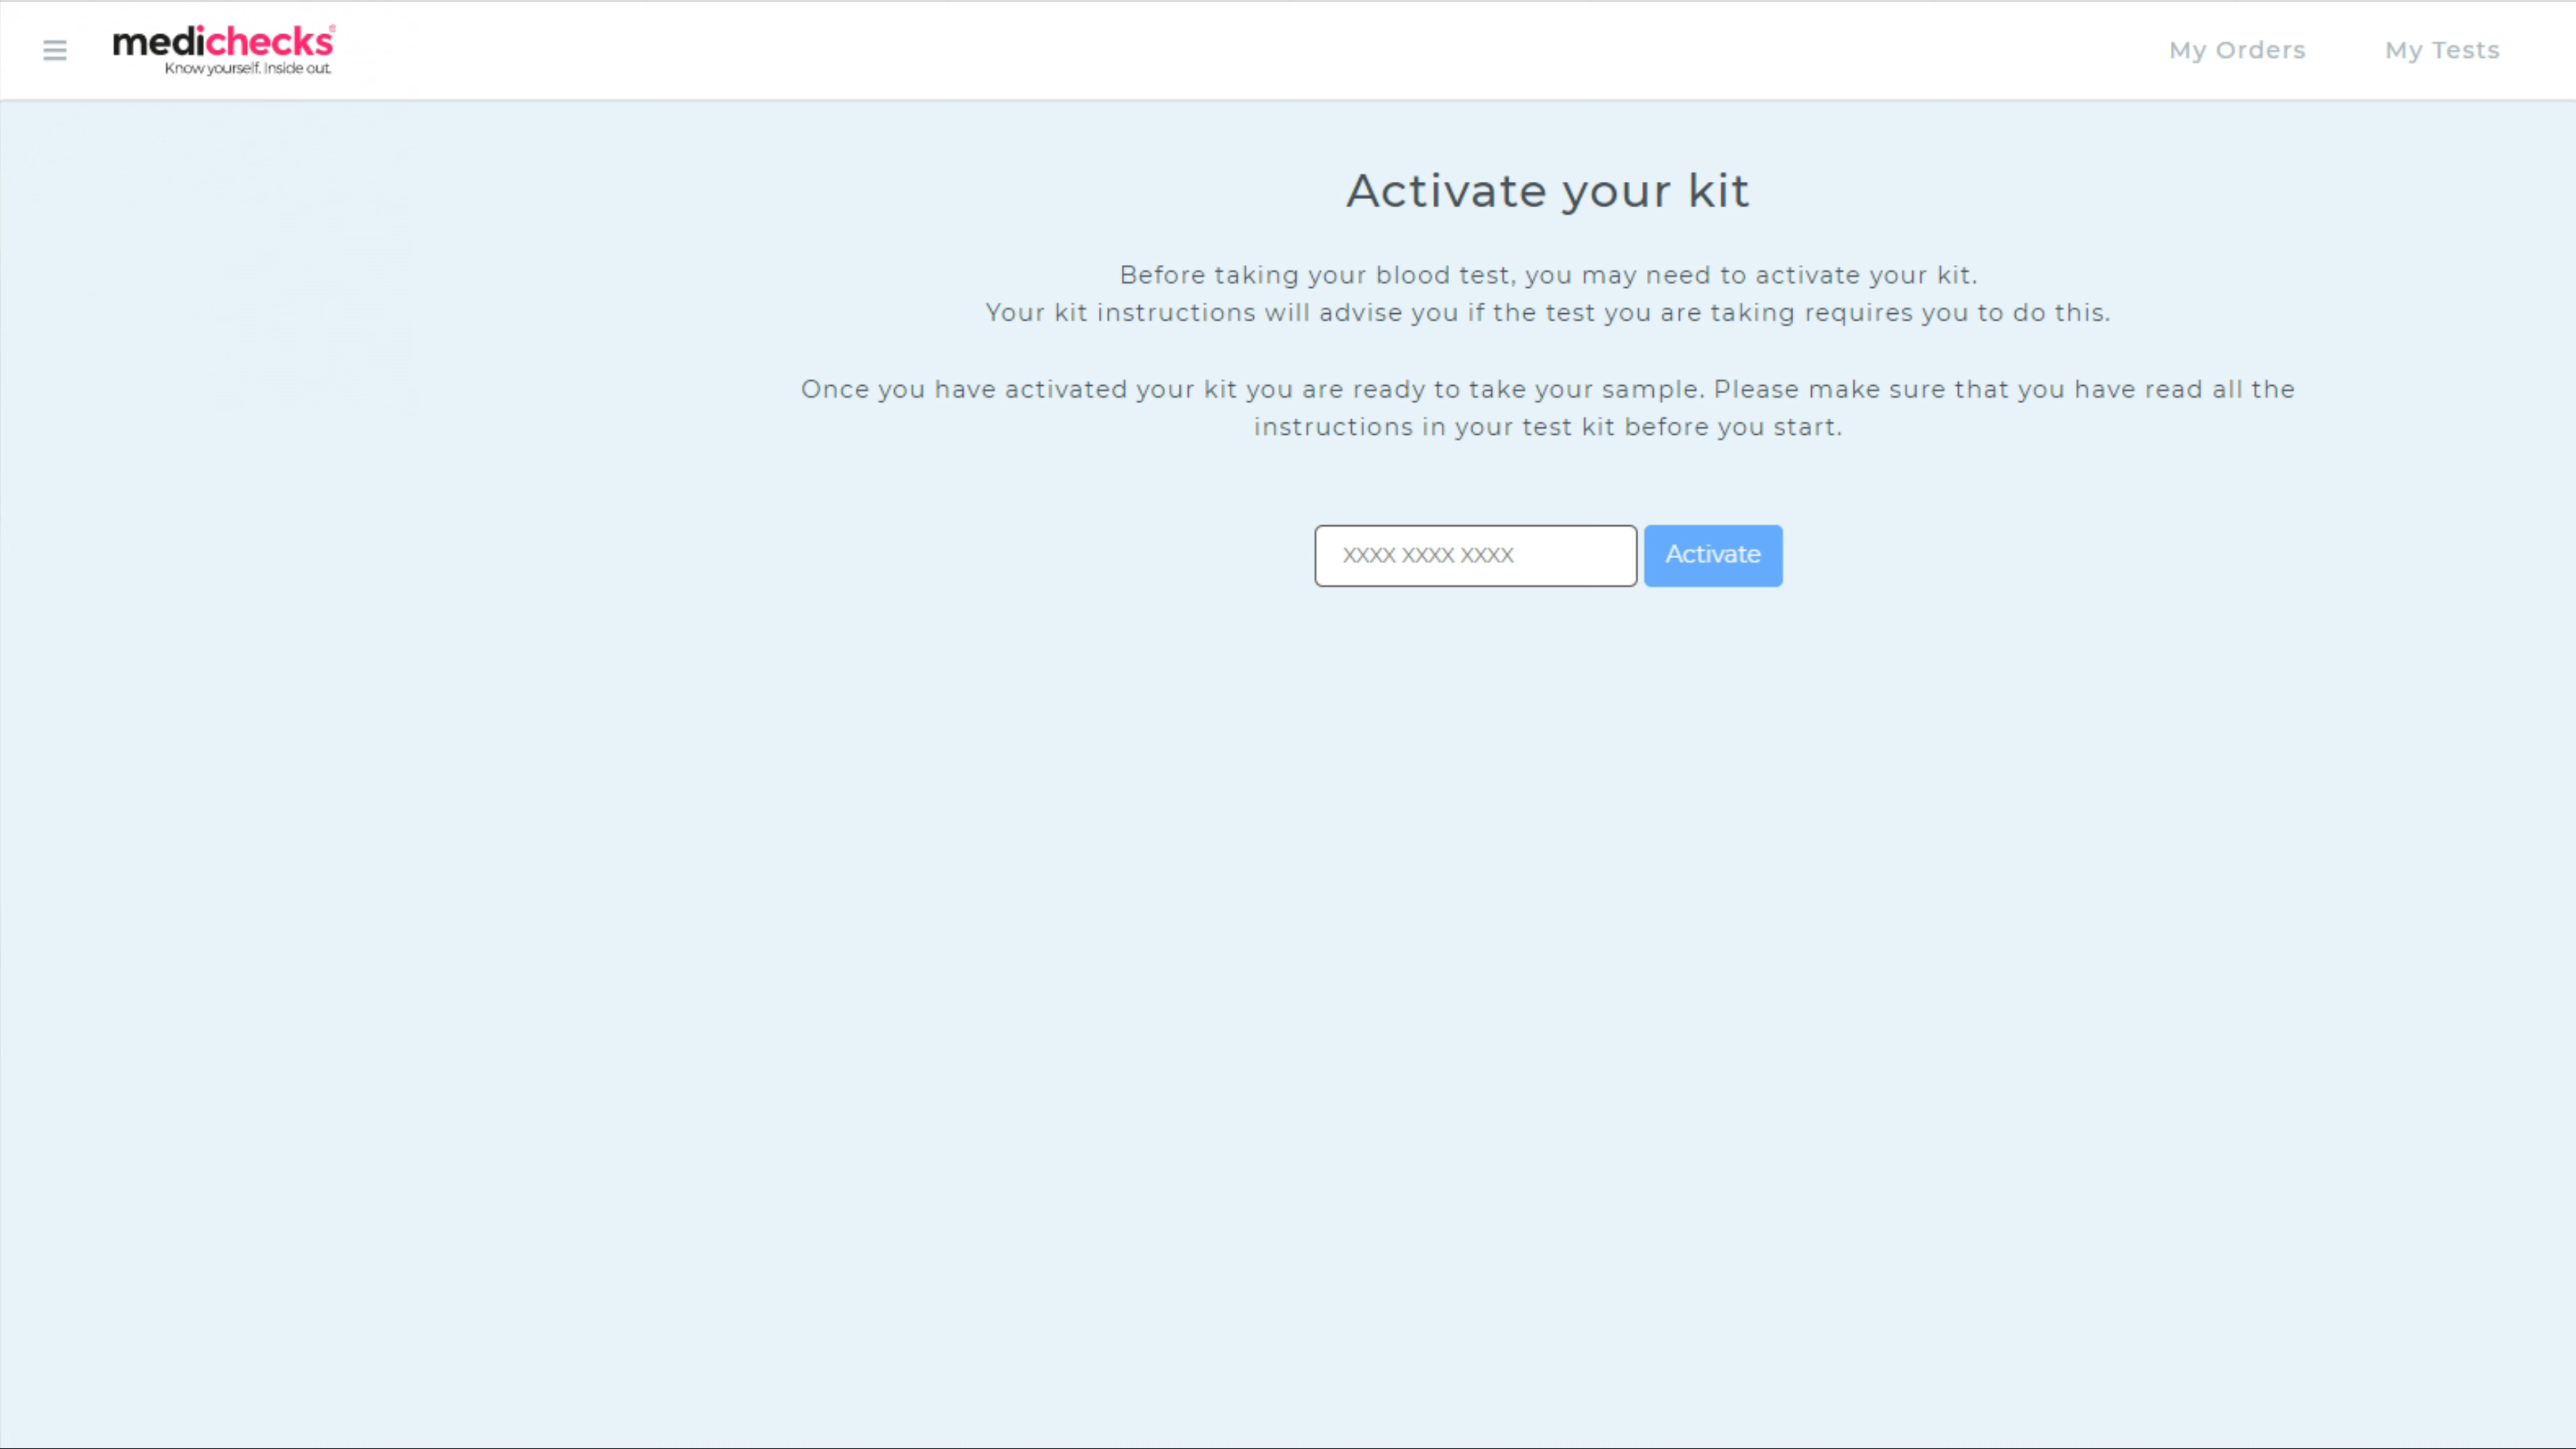 medichecks
Know yourself. Inside out.
My Orders
My Tests
Activate your kit
Before taking your blood test, you may need to activate your kit.
Your kit instructions will advise you if the test you are taking requires you to do this.
Once you have activated your kit you are ready to take your sample. Please make sure that you have read all the
instructions in your test kit before you start.
XXXX XXXX XXXX
Activate